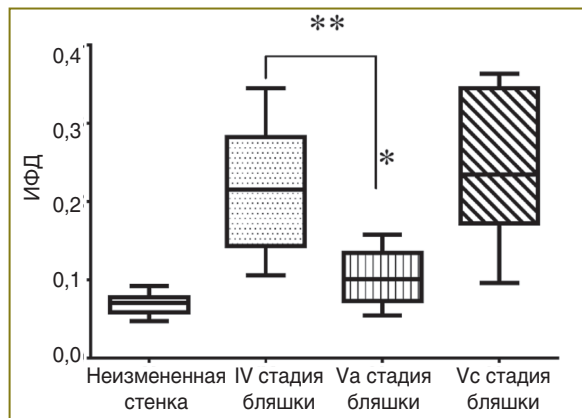 **
0,4
0,3
*
ИФД
0,2
0,1
0,0
Неизмененная стенка
IV стадия бляшки
Va стадия бляшки
Vc стадия бляшки